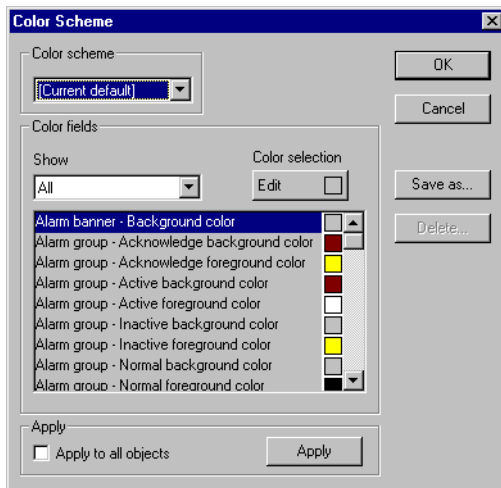 Color Scheme
Color scheme
[Current default]
OK
Cancel
Color fields
Show
Color selection
All
Edit
Save as...
Delete...
Alarm banner - Background color
Alarm group - Acknowledge background color
Alarm group - Acknowledge foreground color
Alarm group - Active background color
Alarm group - Active foreground color
Alarm group - Inactive background color
Alarm group - Inactive foreground color
Alarm group - Normal background color
Alarm group - Normal foreground color
Apply
Apply to all objects
Apply